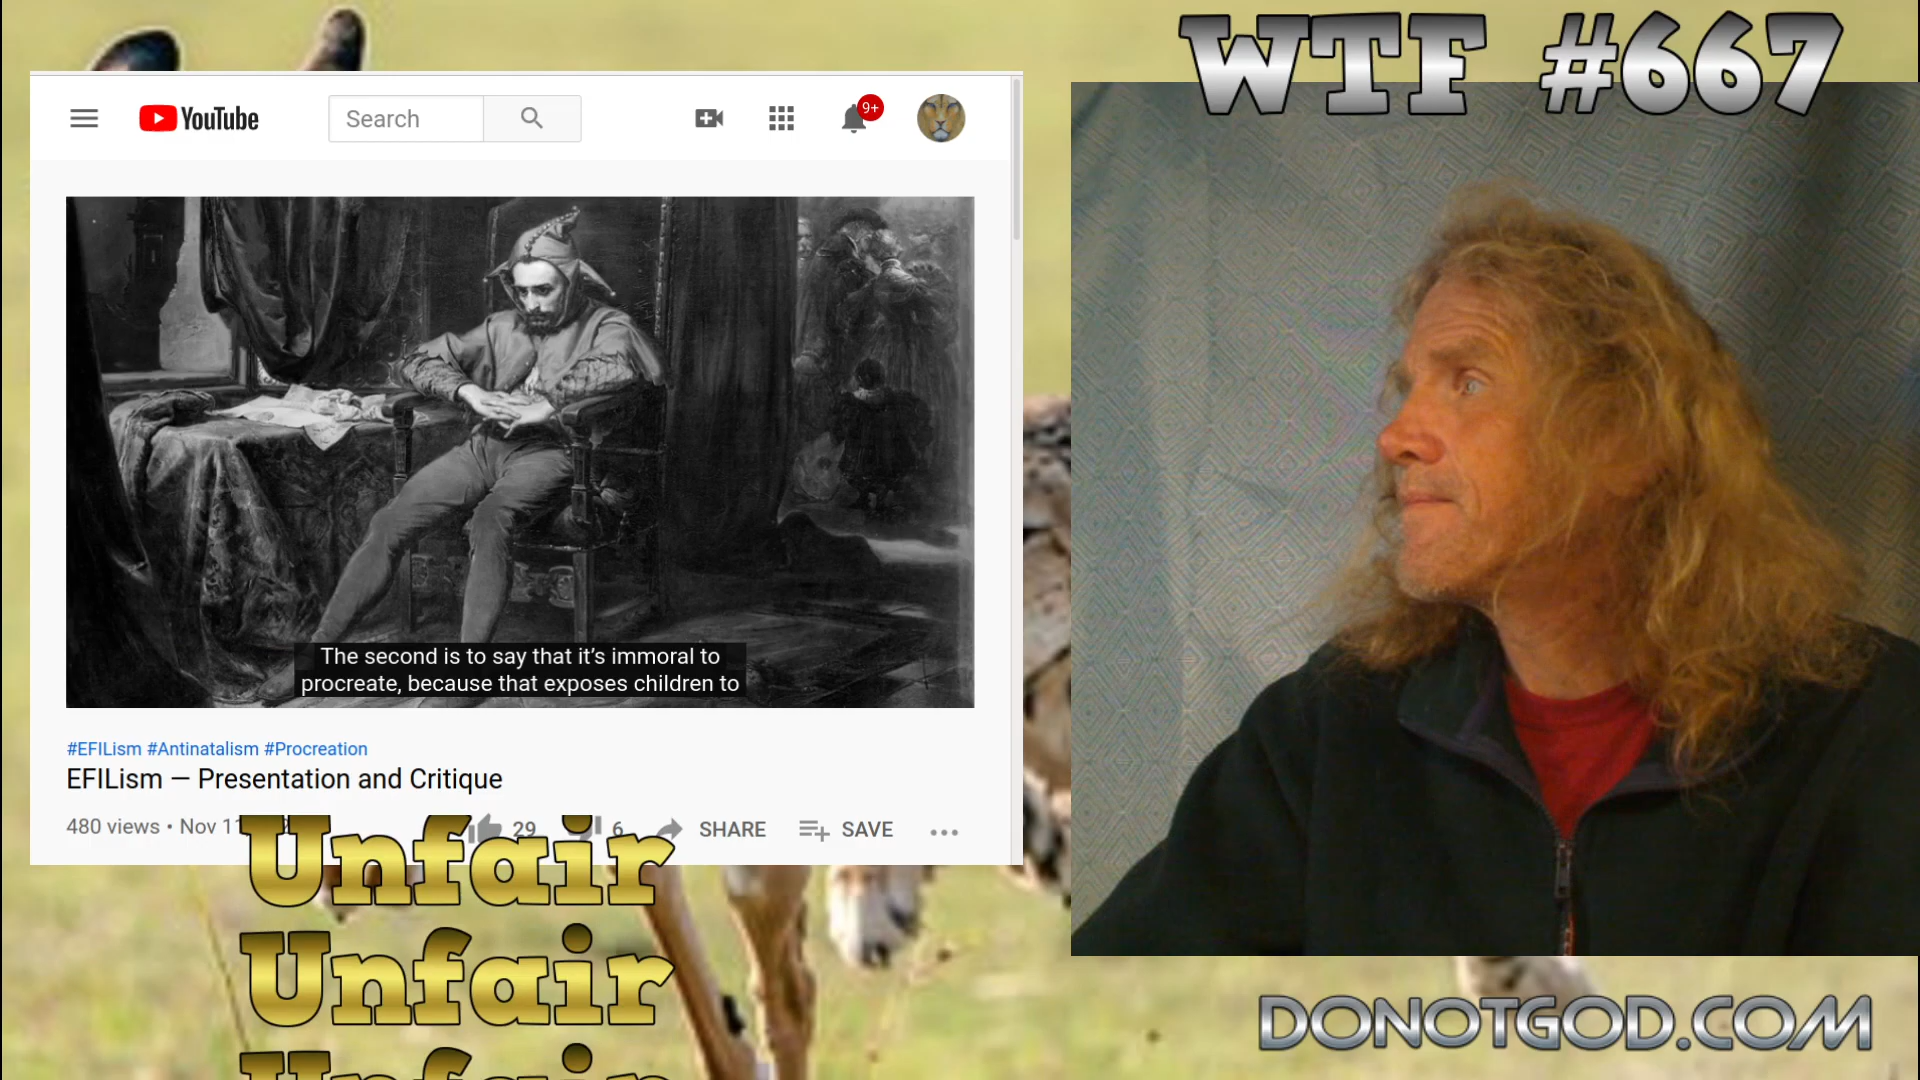 WTF #667
YouTube
Search
9+
The second is to say that it's immoral to
procreate, because that exposes children to
#EFILism #Antinatalism #Procreation
EFILism — Presentation and Critique
480 views • Nov 11
29
6
SHARE
SAVE
Unfair
Unfair
Unfair
DONOTGOD.COM